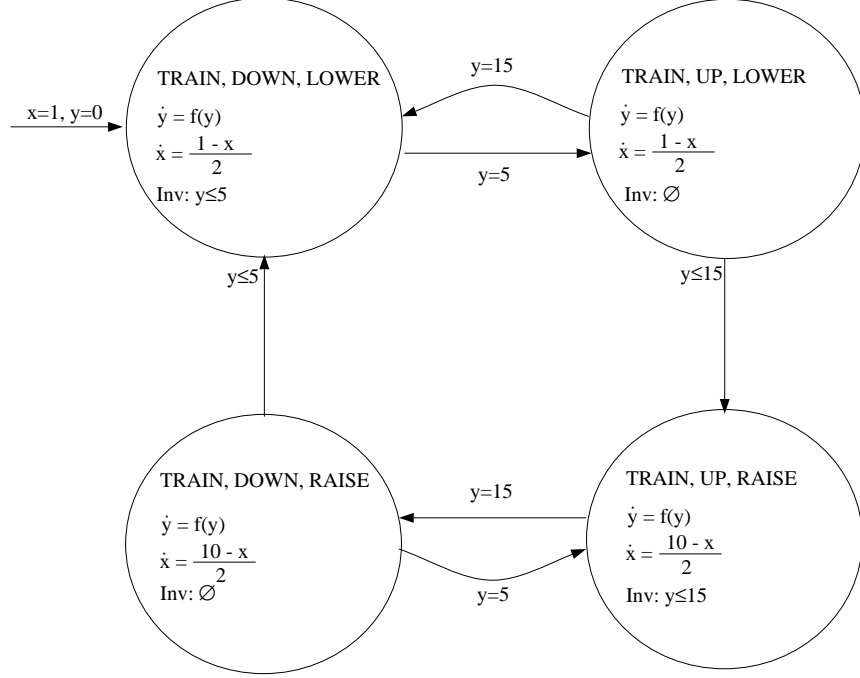 x=1, y=0
TRAIN, DOWN, LOWER
ẏ = f(y)
ẋ = 1 - x
2
Inv: y≤5
y=15
y=5
TRAIN, UP, LOWER
ẏ = f(y)
ẋ = 1 - x
2
Inv: ∅
y≤5
y≤15
TRAIN, DOWN, RAISE
ẏ = f(y)
ẋ = 10 - x
2
Inv: ∅
y=15
y=5
TRAIN, UP, RAISE
ẏ = f(y)
ẋ = 10 - x
2
Inv: y≤15